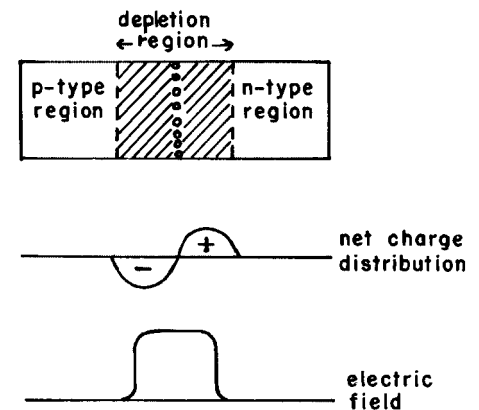 depletion
region
p-type
region
n-type
region
+
-
net charge
distribution
electric
field